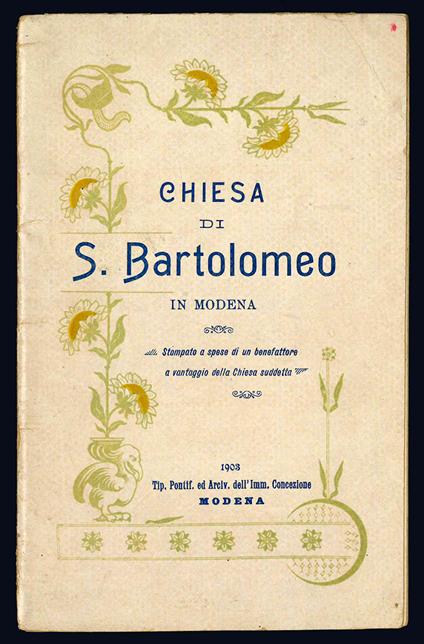 CHIESA
DI
S. Bartolomeo
IN MODENA
Stampato a spese di un benefattore
a vantaggio della Chiesa suddetta
1903
Tip. Pontif. ed Arciv. dell'Imm. Concezione
MODENA